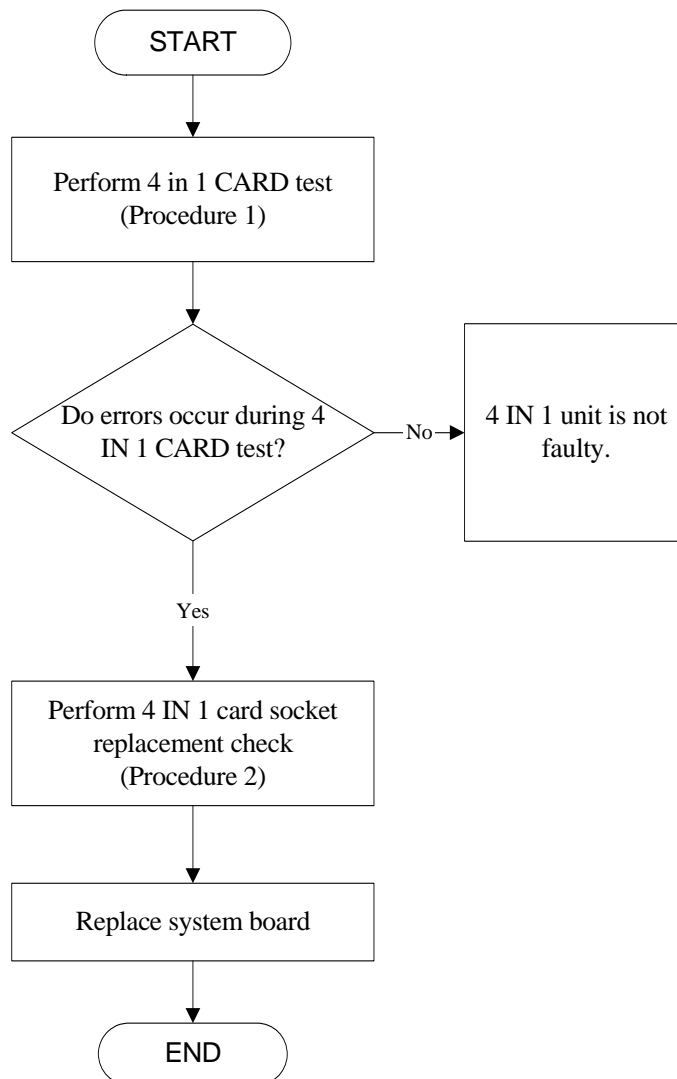 START
Perform 4 in 1 CARD test
(Procedure 1)
Do errors occur during 4
IN 1 CARD test?
No
4 IN 1 unit is not
faulty.
Yes
Perform 4 IN 1 card socket
replacement check
(Procedure 2)
Replace system board
END